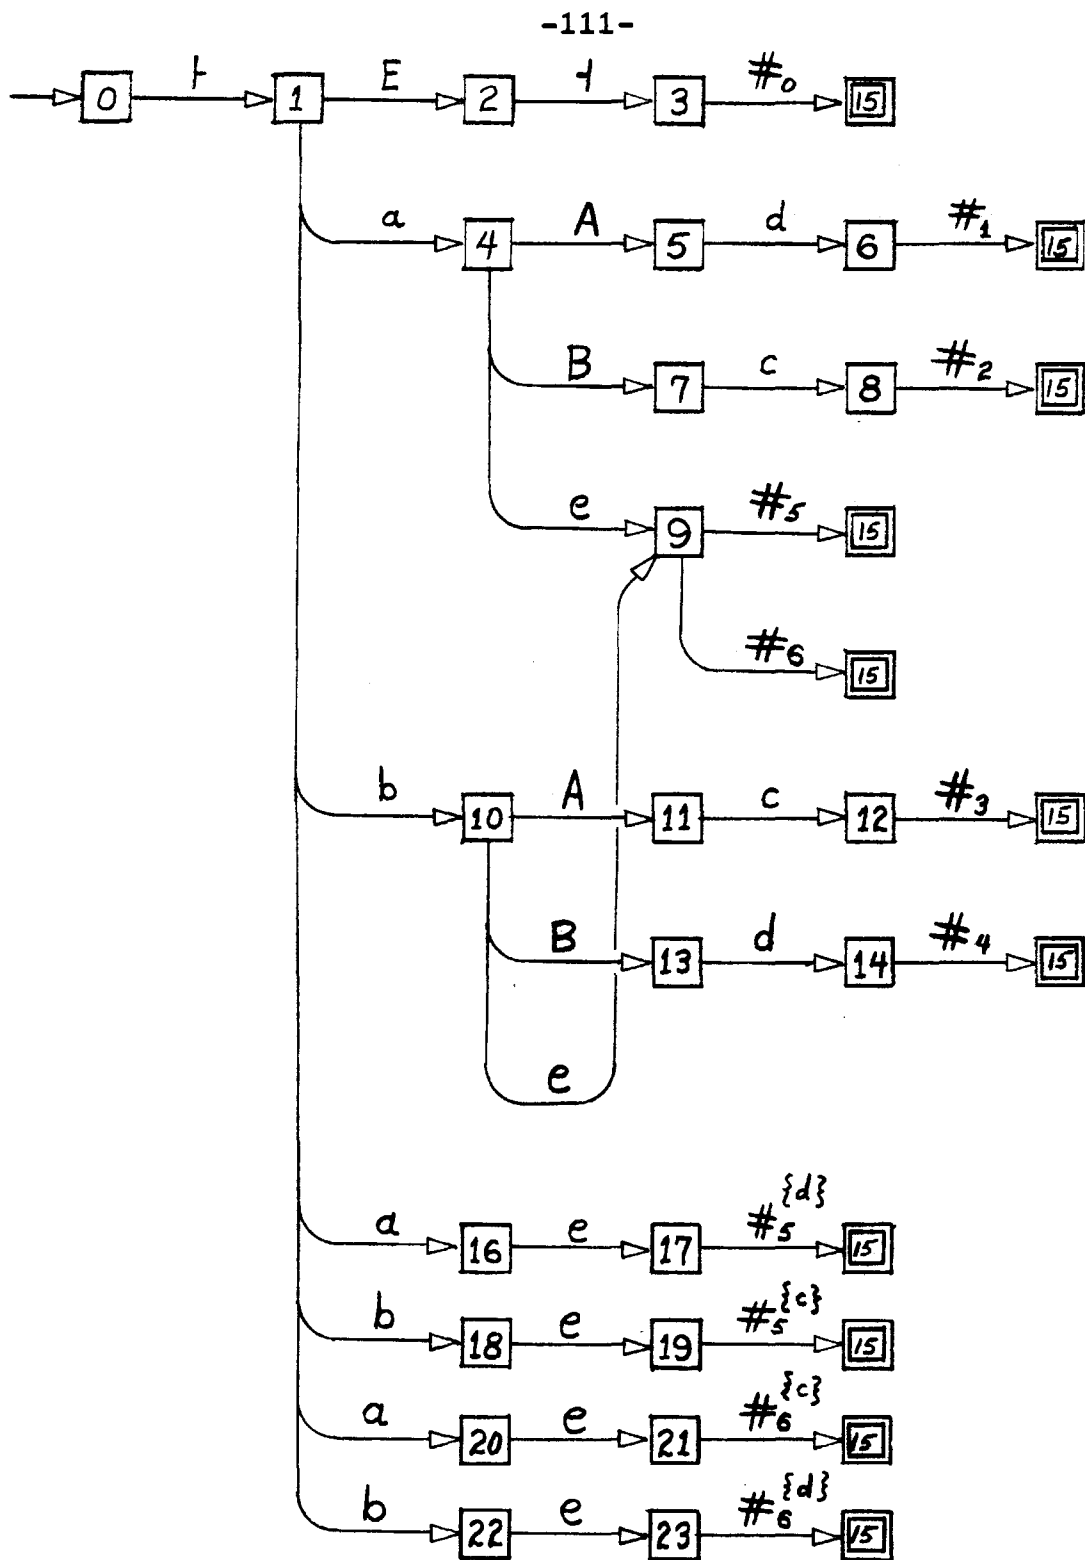 -111-
⊢ E ⊣ #₀
0 1 2 3 15
a A d #₁
4 5 6 15
B c #₂
7 8 15
e #₅
9 15
#₆
15
b A c #₃
10 11 12 15
B d #₄
13 14 15
e
a e #₅{d}
16 17 15
b e #₅{c}
18 19 15
a e #₆{c}
20 21 15
b e #₆{d}
22 23 15